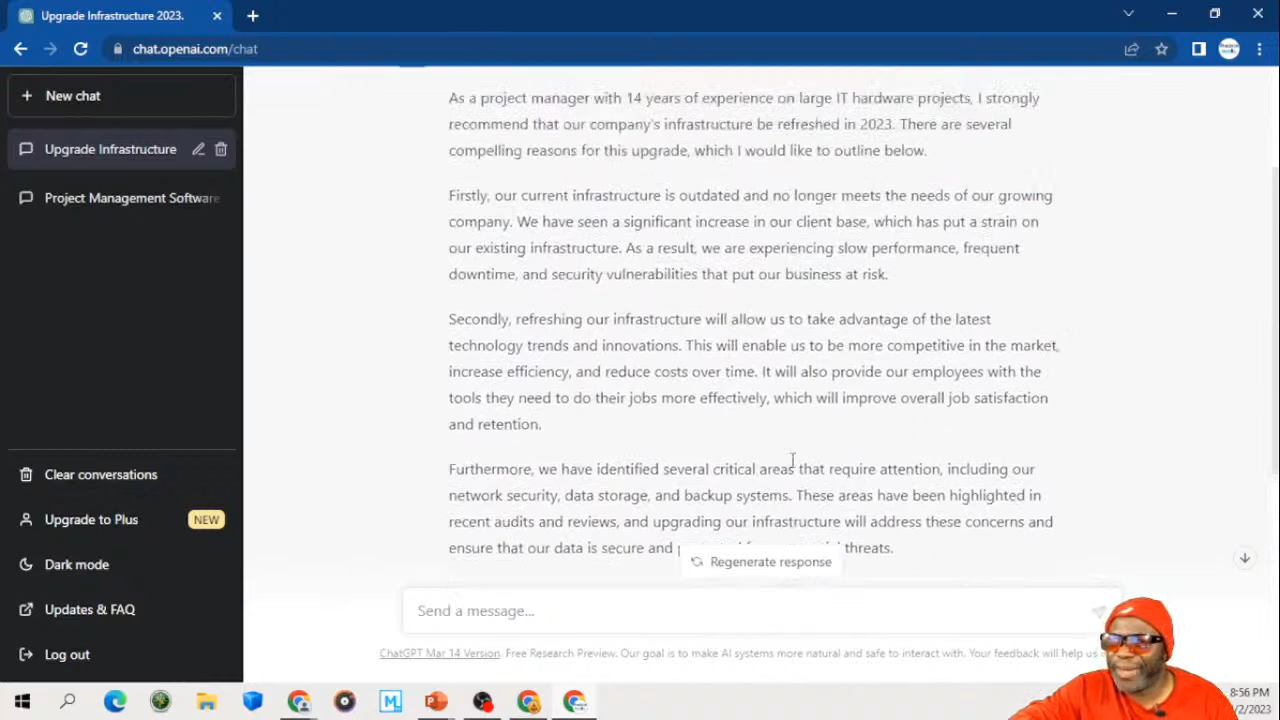 Upgrade Infrastructure 2023.
chat.openai.com/chat
New chat
Upgrade Infrastructure
Project Management Software
Clear conversations
Upgrade to Plus NEW
Dark mode
Updates & FAQ
Log out
As a project manager with 14 years of experience on large IT hardware projects, I strongly
recommend that our company's infrastructure be refreshed in 2023. There are several
compelling reasons for this upgrade, which I would like to outline below.
Firstly, our current infrastructure is outdated and no longer meets the needs of our growing
company. We have seen a significant increase in our client base, which has put a strain on
our existing infrastructure. As a result, we are experiencing slow performance, frequent
downtime, and security vulnerabilities that put our business at risk.
Secondly, refreshing our infrastructure will allow us to take advantage of the latest
technology trends and innovations. This will enable us to be more competitive in the market,
increase efficiency, and reduce costs over time. It will also provide our employees with the
tools they need to do their jobs more effectively, which will improve overall job satisfaction
and retention.
Furthermore, we have identified several critical areas that require attention, including our
network security, data storage, and backup systems. These areas have been highlighted in
recent audits and reviews, and upgrading our infrastructure will address these concerns and
ensure that our data is secure and threats.
Regenerate response
Send a message...
ChatGPT Mar 14 Version. Free Research Preview. Our goal is to make AI systems more natural and safe to interact with. Your feedback will help us
8:56 PM
/2/2023